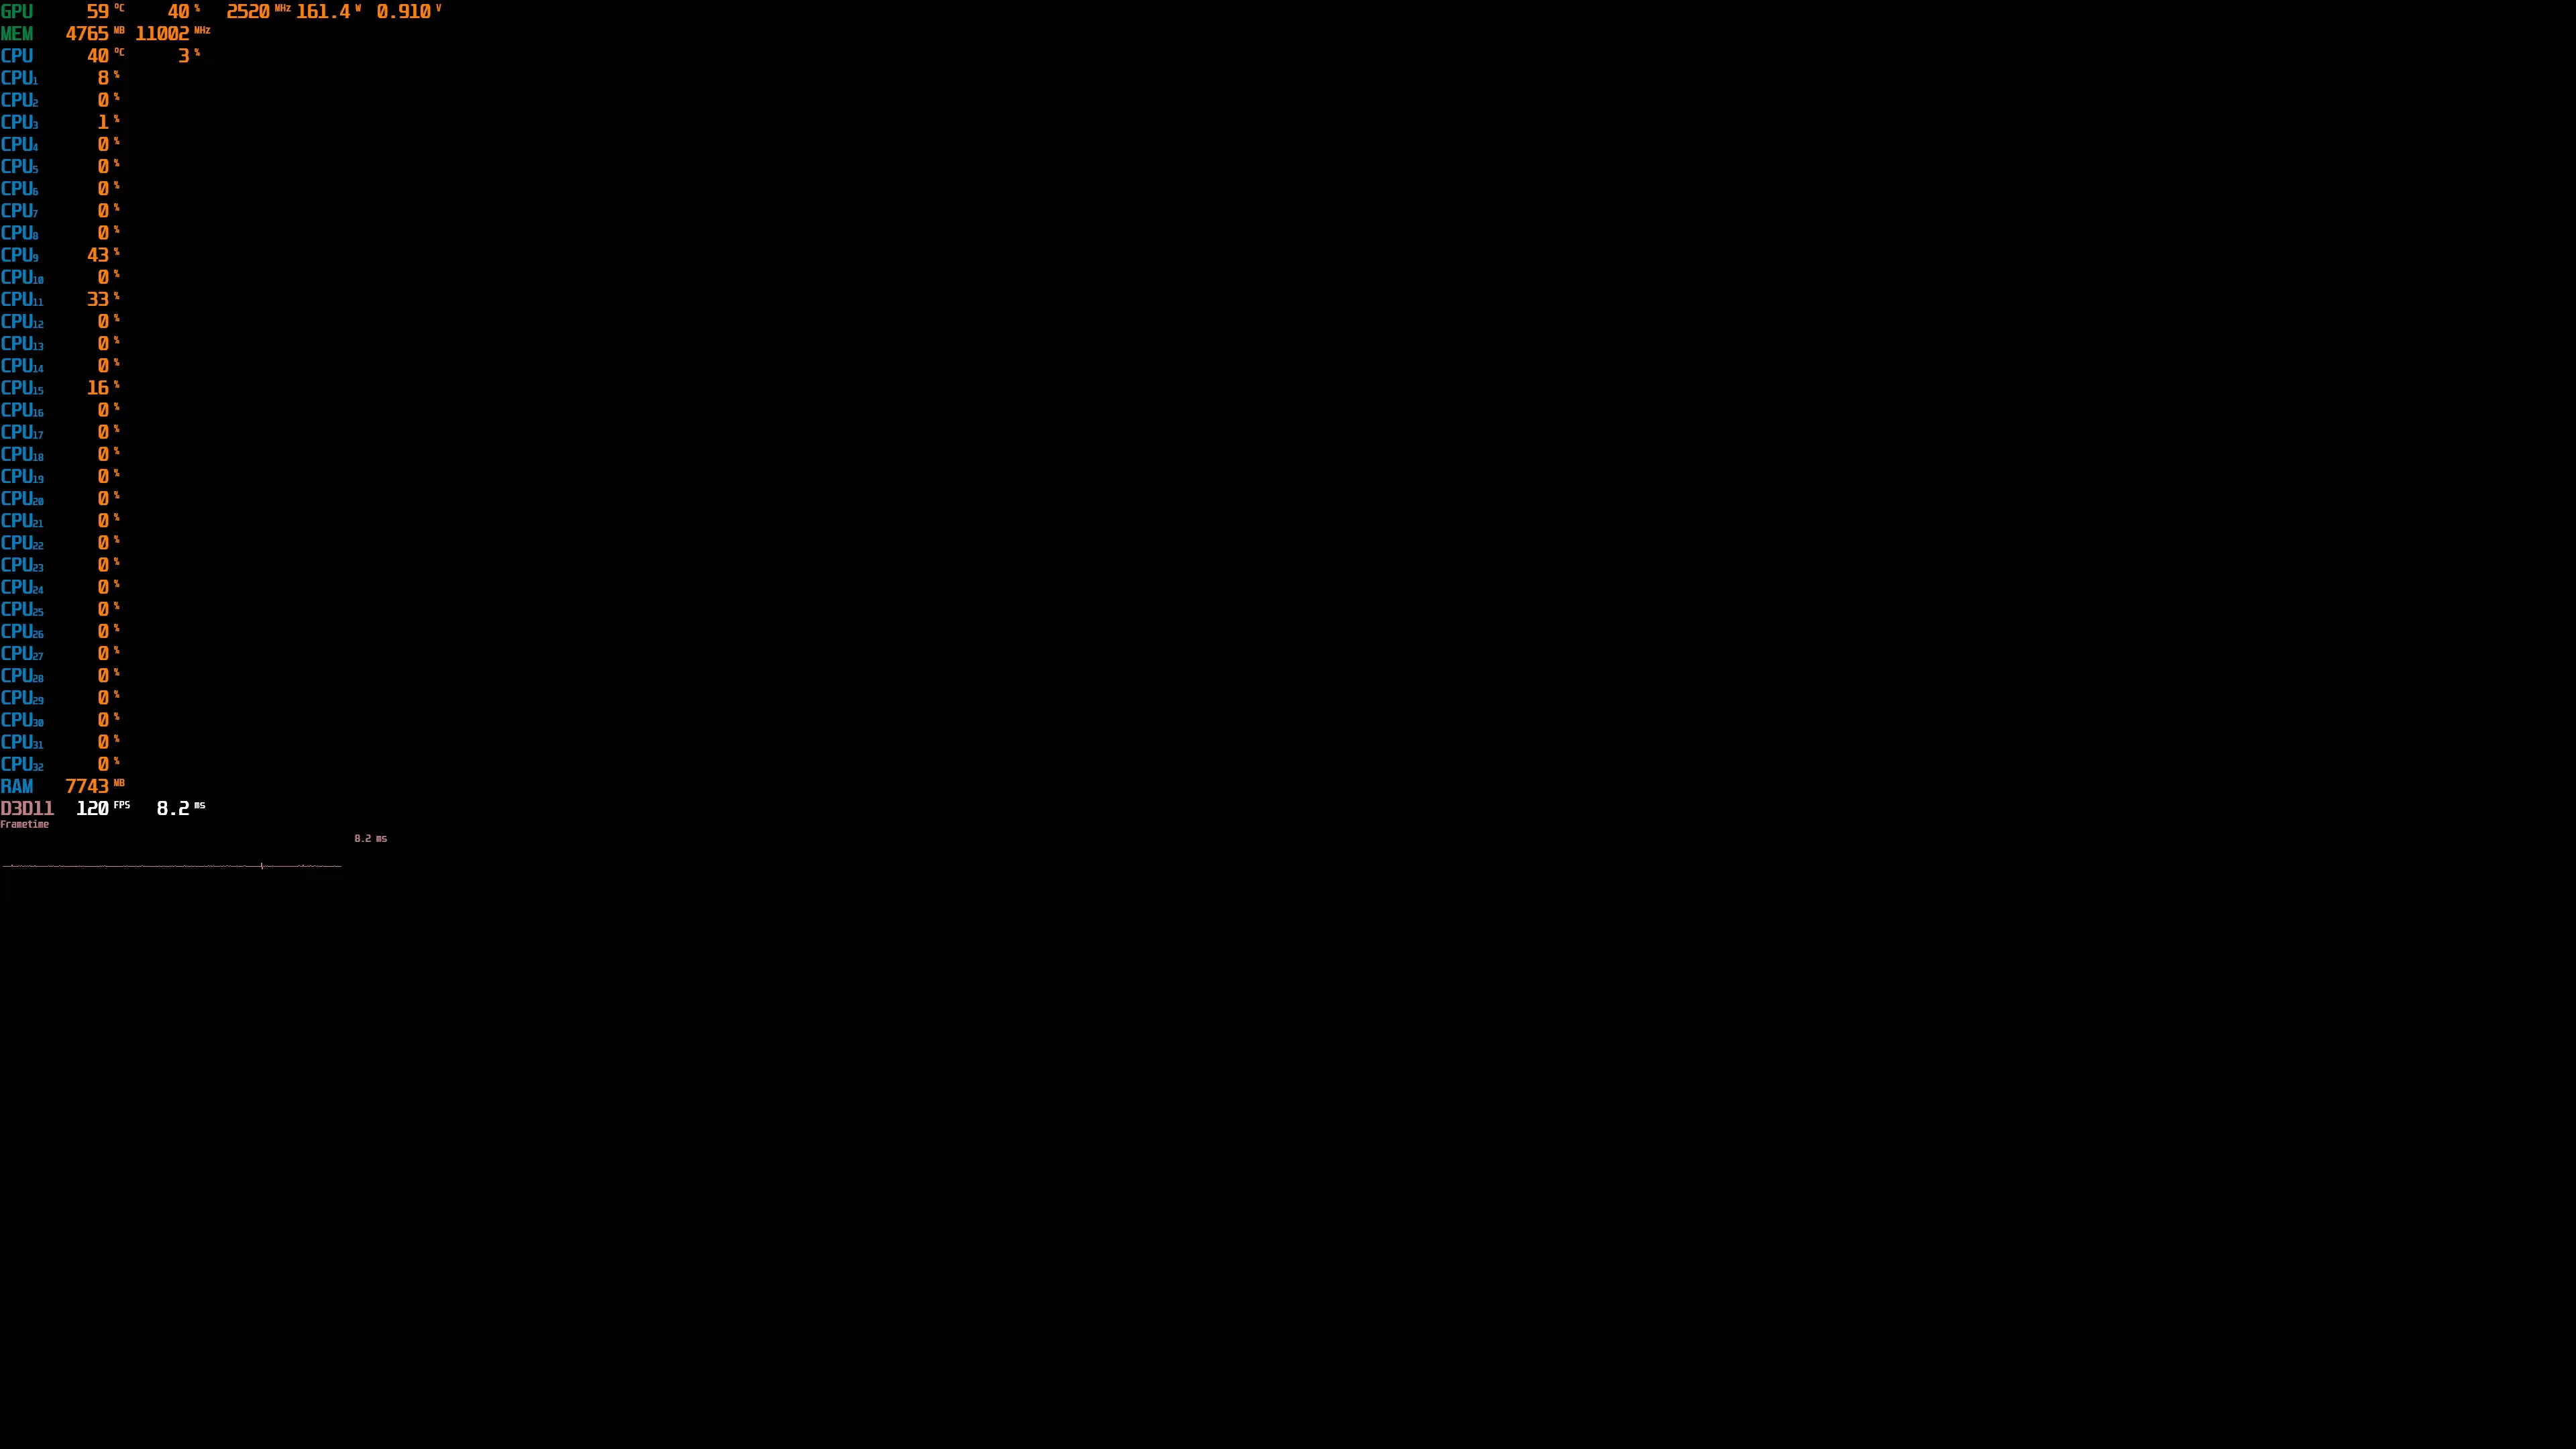 GPU 59 °C 40 % 2520 MHz 161.4 W 0.910 V
MEM 4765 MB 11002 MHz
CPU 40 °C 3 %
CPU1 8 %
CPU2 0 %
CPU3 1 %
CPU4 0 %
CPU5 0 %
CPU6 0 %
CPU7 0 %
CPU8 0 %
CPU9 43 %
CPU10 0 %
CPU11 33 %
CPU12 0 %
CPU13 0 %
CPU14 0 %
CPU15 16 %
CPU16 0 %
CPU17 0 %
CPU18 0 %
CPU19 0 %
CPU20 0 %
CPU21 0 %
CPU22 0 %
CPU23 0 %
CPU24 0 %
CPU25 0 %
CPU26 0 %
CPU27 0 %
CPU28 0 %
CPU29 0 %
CPU30 0 %
CPU31 0 %
CPU32 0 %
RAM 7743 MB
D3D11 120 FPS 8.2 ms
Frametime
8.2 ms